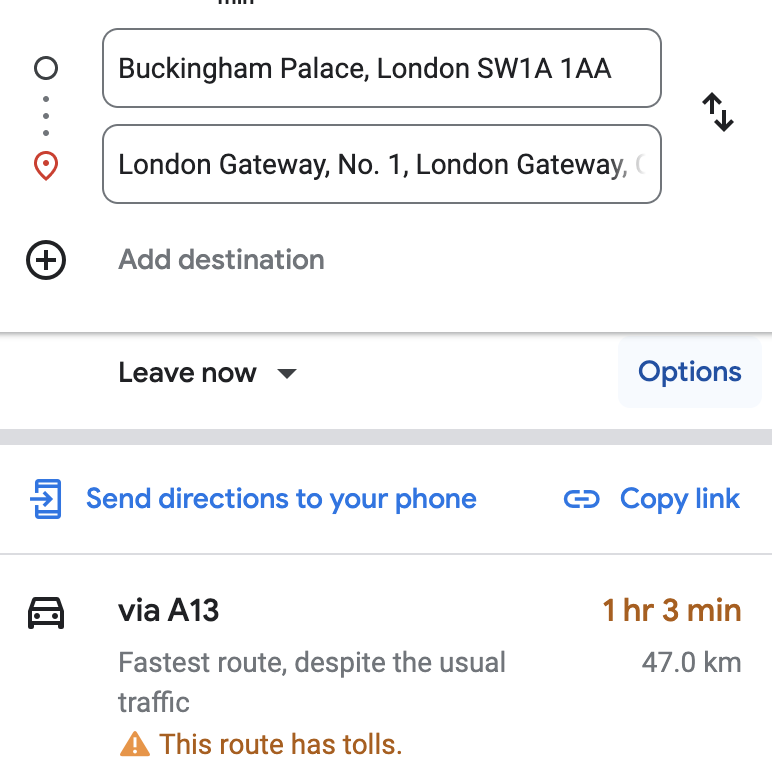 min
Buckingham Palace, London SW1A 1AA
London Gateway, No. 1, London Gateway,
Add destination
Leave now
Options
Send directions to your phone
Copy link
via A13
1 hr 3 min
Fastest route, despite the usual
47.0 km
traffic
This route has tolls.